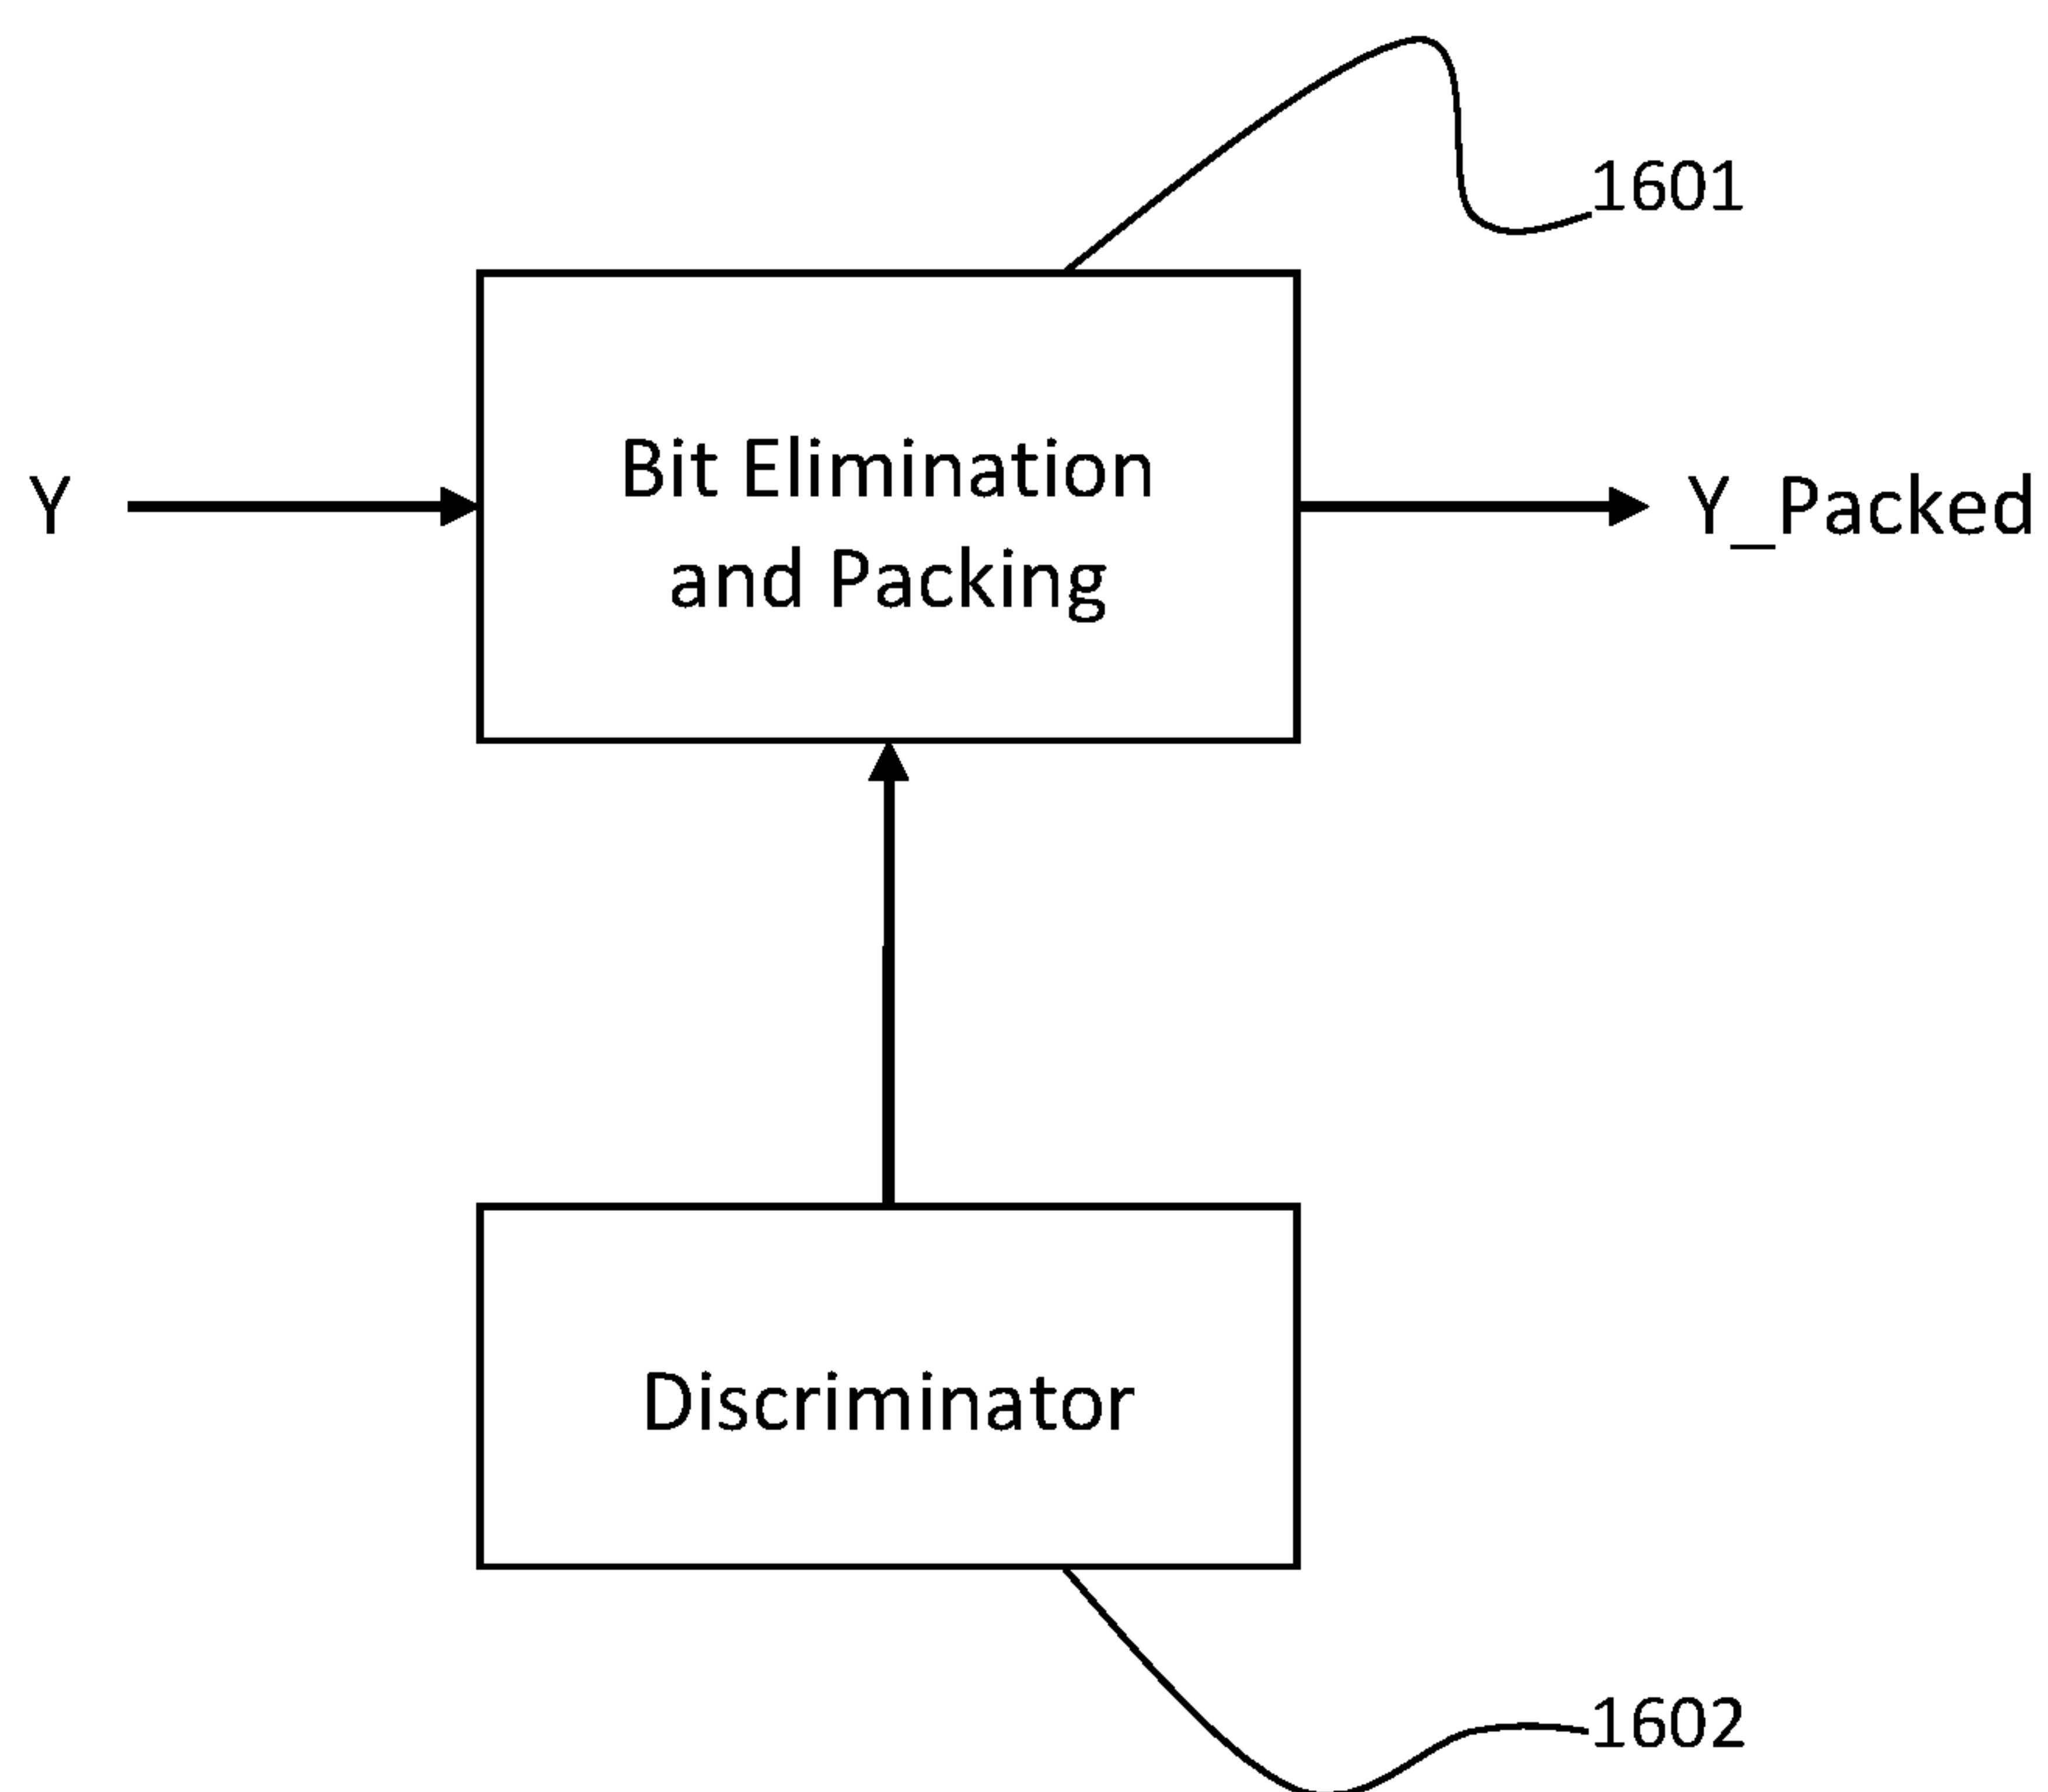 1601
Bit Elimination
and Packing
Y
Y_Packed
Discriminator
1602